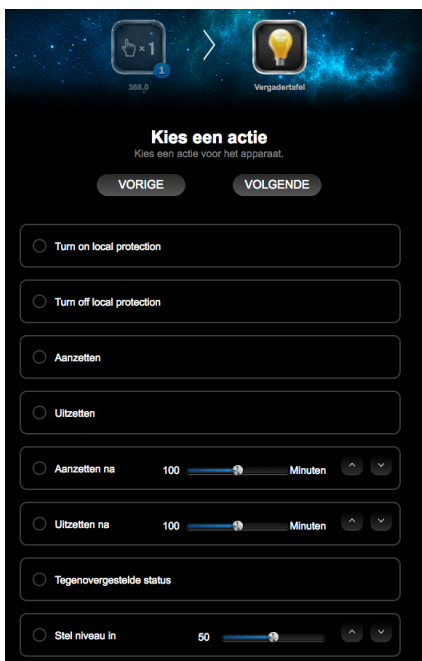 × 1
1
368.0
Vergadertafel
Kies een actie
Kies een actie voor het apparaat.
VORIGE VOLGENDE
Turn on local protection
Turn off local protection
Aanzetten
Uitzetten
Aanzetten na 100 Minuten
Uitzetten na 100 Minuten
Tegenovergestelde status
Stel niveau in 50